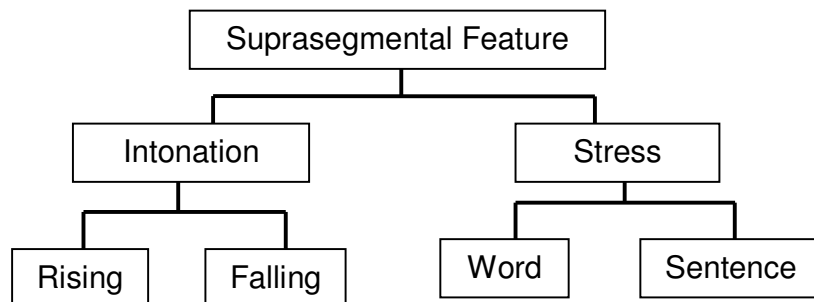 Suprasegmental Feature
Intonation
Stress
Rising
Falling
Word
Sentence